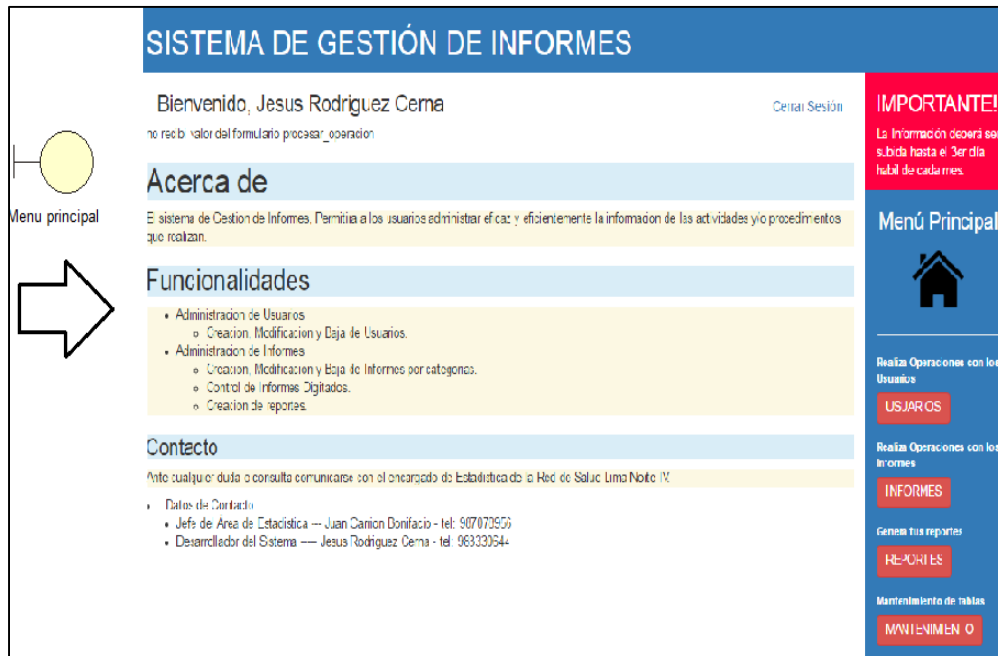 SISTEMA DE GESTIÓN DE INFORMES
Bienvenido, Jesus Rodriguez Cerna
Cerrar Sesión
no recibi valor del formulario procesar_operacion
Menu principal
Acerca de
El sistema de Gestion de Informes, Permitira a los usuarios administrar eficaz y eficientemente la informacion de las actividades y/o procedimientos
que realizan.
Funcionalidades
• Administracion de Usuarios
o Creacion, Modificacion y Baja de Usuarios.
• Administracion de Informes
o Creacion, Modificacion y Baja de Informes por categorias.
o Control de Informes Digitados.
o Creacion de reportes.
Contacto
Ante cualquier duda o consulta comunicarse con el encargado de Estadistica de la Red de Salud Lima Norte IV.
• Datos de Contacto
• Jefe del Area de Estadistica --- Juan Carrion Bonifacio - tel:
• Desarrollador del Sistema ---- Jesus Rodriguez Cerna - tel:
IMPORTANTE!
La Información deberá ser
subida hasta el 3er día
habil de cada mes.
Menú Principal
Realiza Operaciones con los
Usuarios
USUARIOS
Realiza Operaciones con los
Informes
INFORMES
Genera tus reportes
REPORTES
Mantenimiento de tablas
MANTENIMIENTO